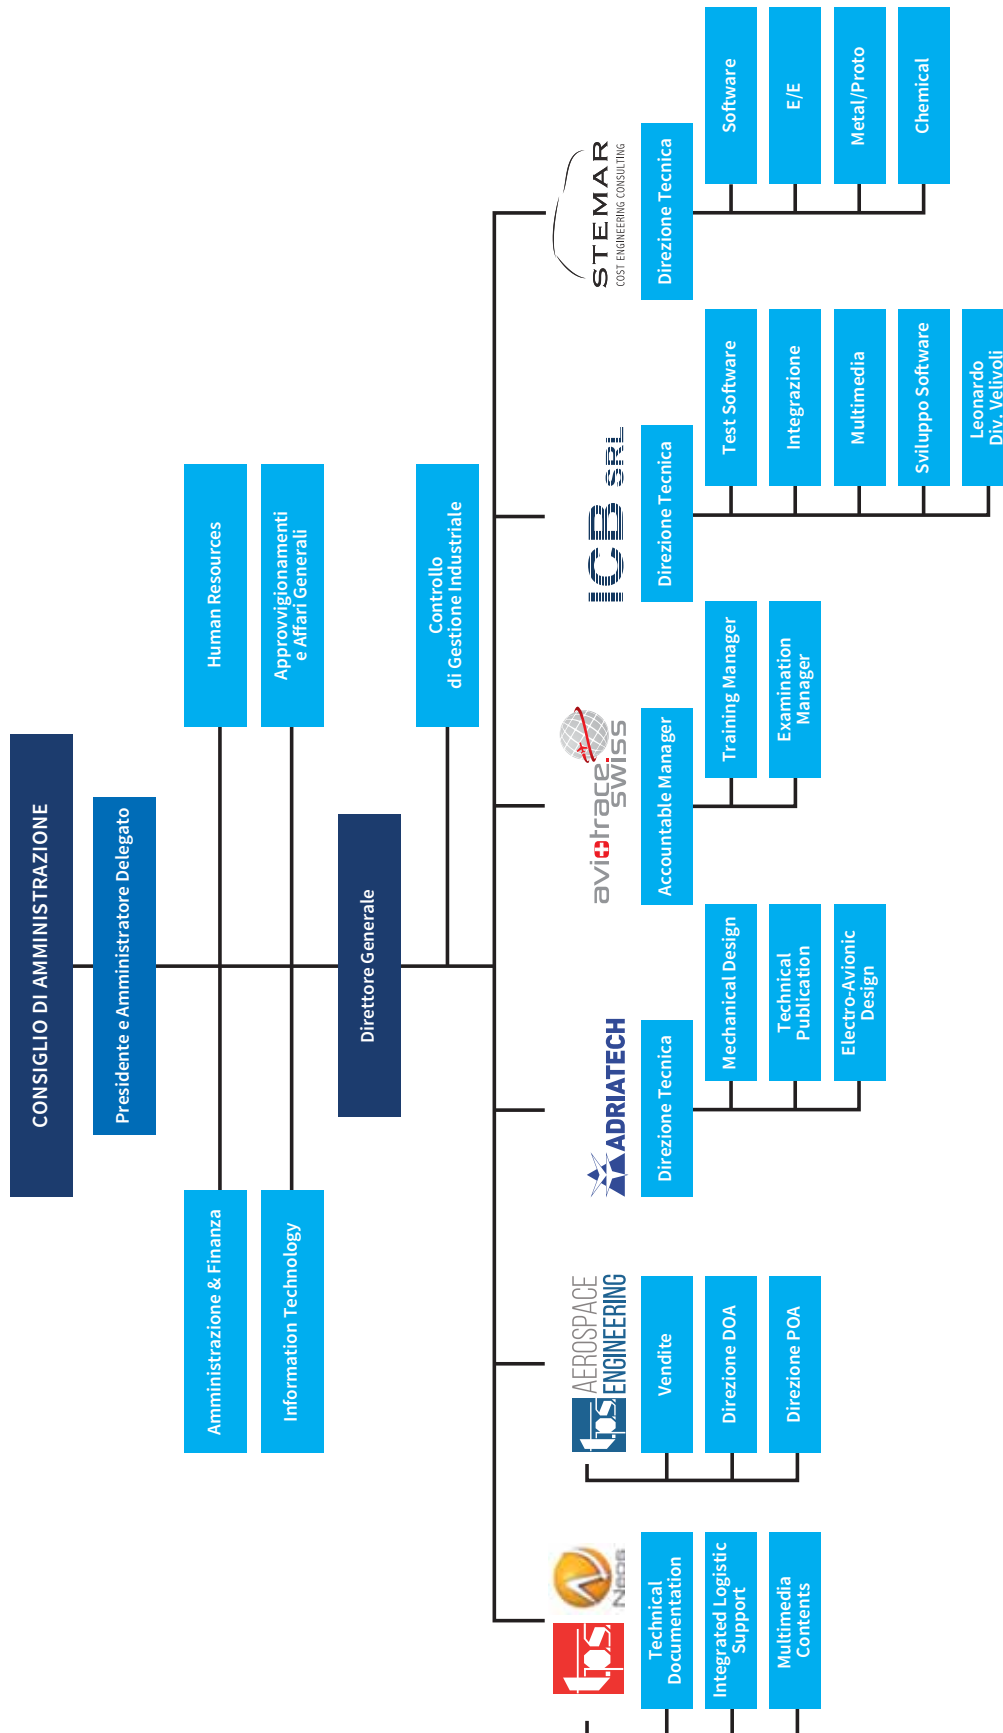 CONSIGLIO DI AMMINISTRAZIONE
Presidente e Amministratore Delegato
Amministrazione & Finanza
Human Resources
Information Technology
Approvvigionamenti
e Affari Generali
Direttore Generale
Controllo
di Gestione Industriale
t.p.s.
Neos
Technical
Documentation
Integrated Logistic
Support
Multimedia
Contents
t.p.s.
AEROSPACE
ENGINEERING
Vendite
Direzione DOA
Direzione POA
ADRIATECH
Direzione Tecnica
Mechanical Design
Technical
Publication
Electro-Avionic
Design
aviotrace
swiss
Accountable Manager
Training Manager
Examination
Manager
ICB SRL
Direzione Tecnica
Test Software
Integrazione
Multimedia
Sviluppo Software
Leonardo
Div. Velivoli
STEMAR
COST ENGINEERING CONSULTING
Direzione Tecnica
Software
E/E
Metal/Proto
Chemical